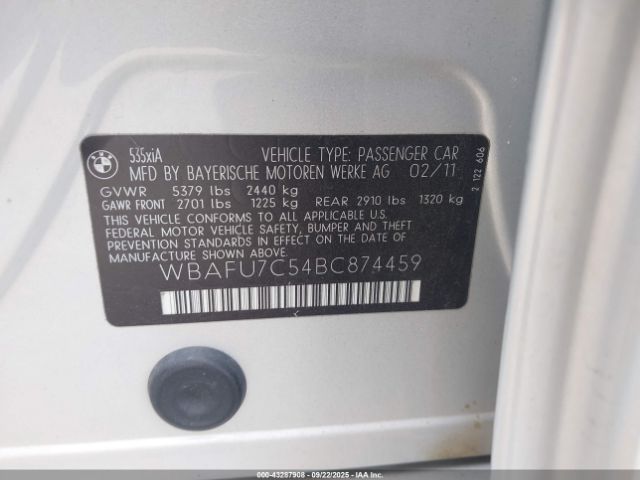 BMW
535xiA VEHICLE TYPE: PASSENGER CAR
MFD BY BAYERISCHE MOTOREN WERKE AG 02/11
GVWR 5379 lbs 2440 kg
GAWR FRONT 2701 lbs 1225 kg REAR 2910 lbs 1320 kg
THIS VEHICLE CONFORMS TO ALL APPLICABLE U.S.
FEDERAL MOTOR VEHICLE SAFETY, BUMPER AND THEFT
PREVENTION STANDARDS IN EFFECT ON THE DATE OF
MANUFACTURE SHOWN ABOVE.
WBAFU7C54BC874459
2 122 606
000-43287908 - 09/22/2025 - IAA Inc.